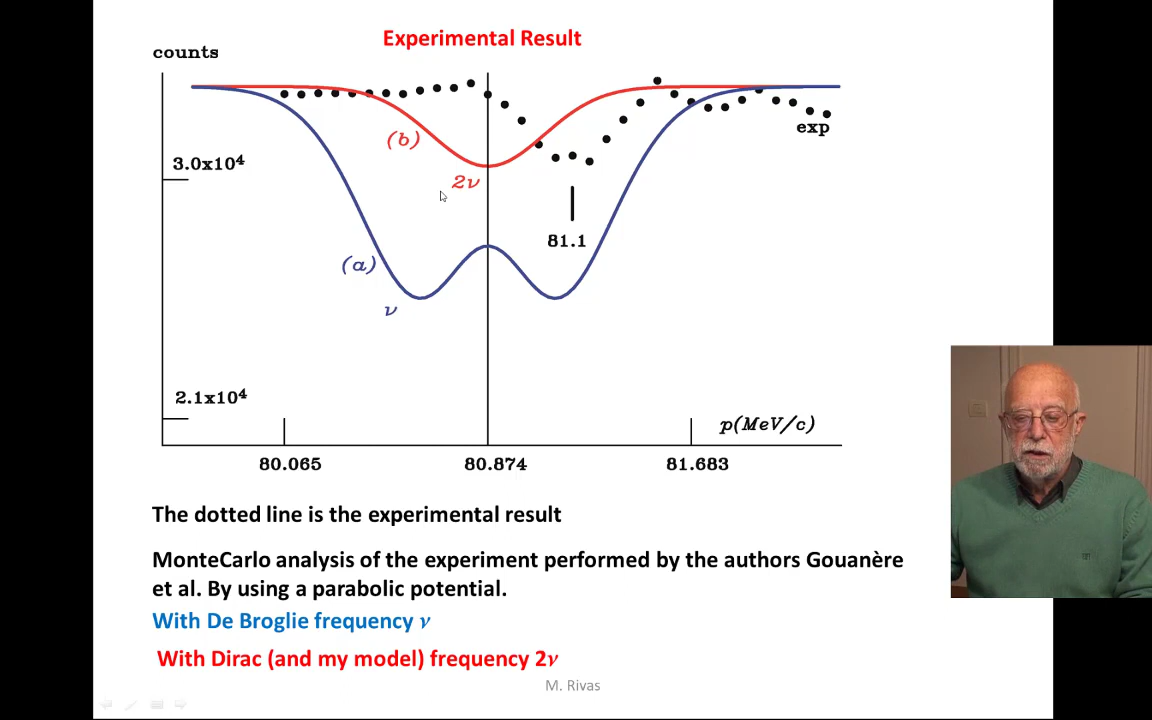 Experimental Result
counts
(b)
exp
3.0x10⁴
2ν
81.1
(a)
ν
2.1x10⁴
p(MeV/c)
80.065
80.874
81.683
The dotted line is the experimental result
MonteCarlo analysis of the experiment performed by the authors Gouanère
et al. By using a parabolic potential.
With De Broglie frequency ν
With Dirac (and my model) frequency 2ν
M. Rivas